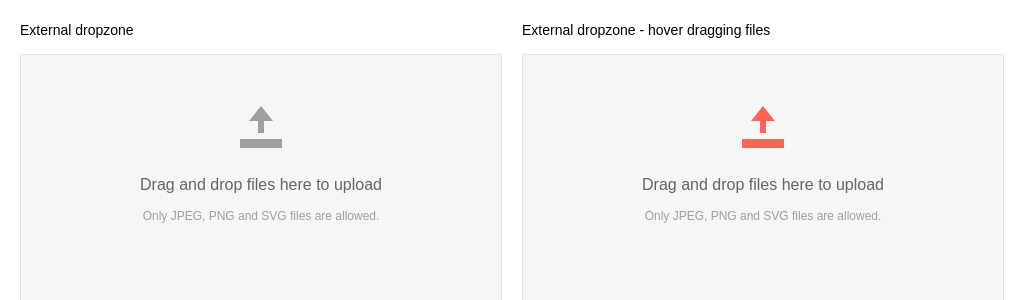 External dropzone
Drag and drop files here to upload
Only JPEG, PNG and SVG files are allowed.
External dropzone - hover dragging files
Drag and drop files here to upload
Only JPEG, PNG and SVG files are allowed.